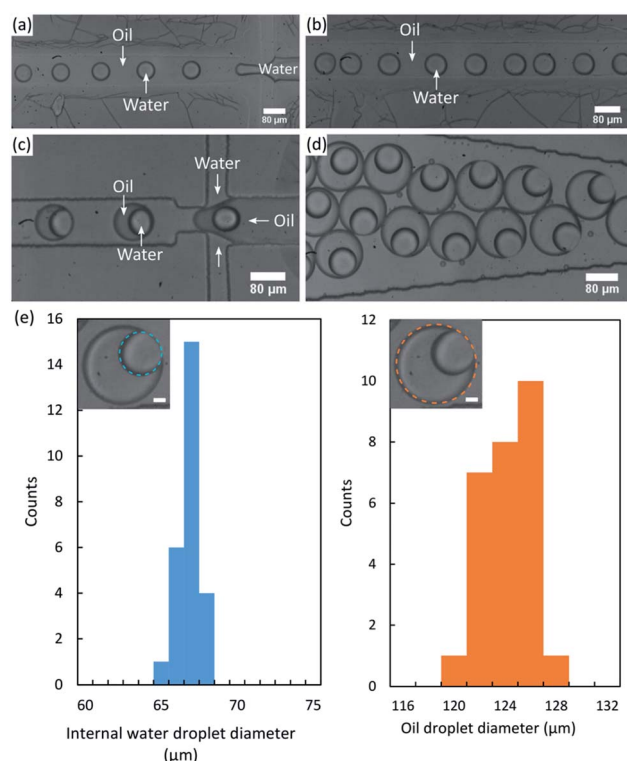 (a)
Oil
Water
Water
80 µm
(b)
Oil
Water
80 µm
(c)
Water
Oil
Oil
Water
80 µm
(d)
80 µm
(e)
16
14
12
10
8
6
4
2
0
Counts
60 65 70 75
Internal water droplet diameter
(µm)
12
10
8
6
4
2
0
Counts
116 120 124 128 132
Oil droplet diameter (µm)